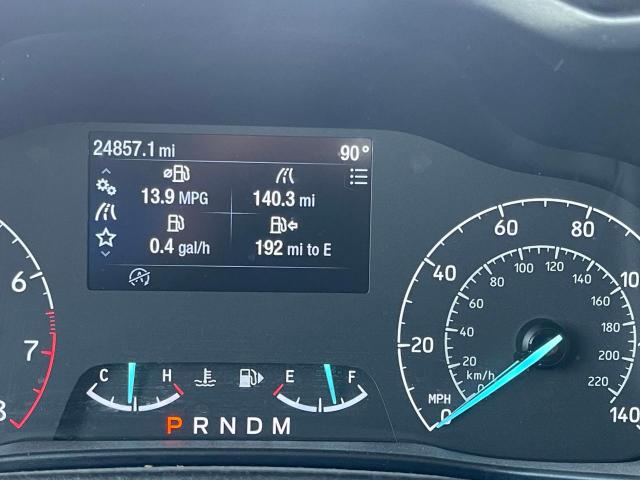 24857.1 mi 90°
13.9 MPG 140.3 mi
0.4 gal/h 192 mi to E
6
7
8
C H
E F
P R N D M
0 20 40 60 80 140
MPH
0 20 40 60 80 100 120 140 160 180 200 220
km/h